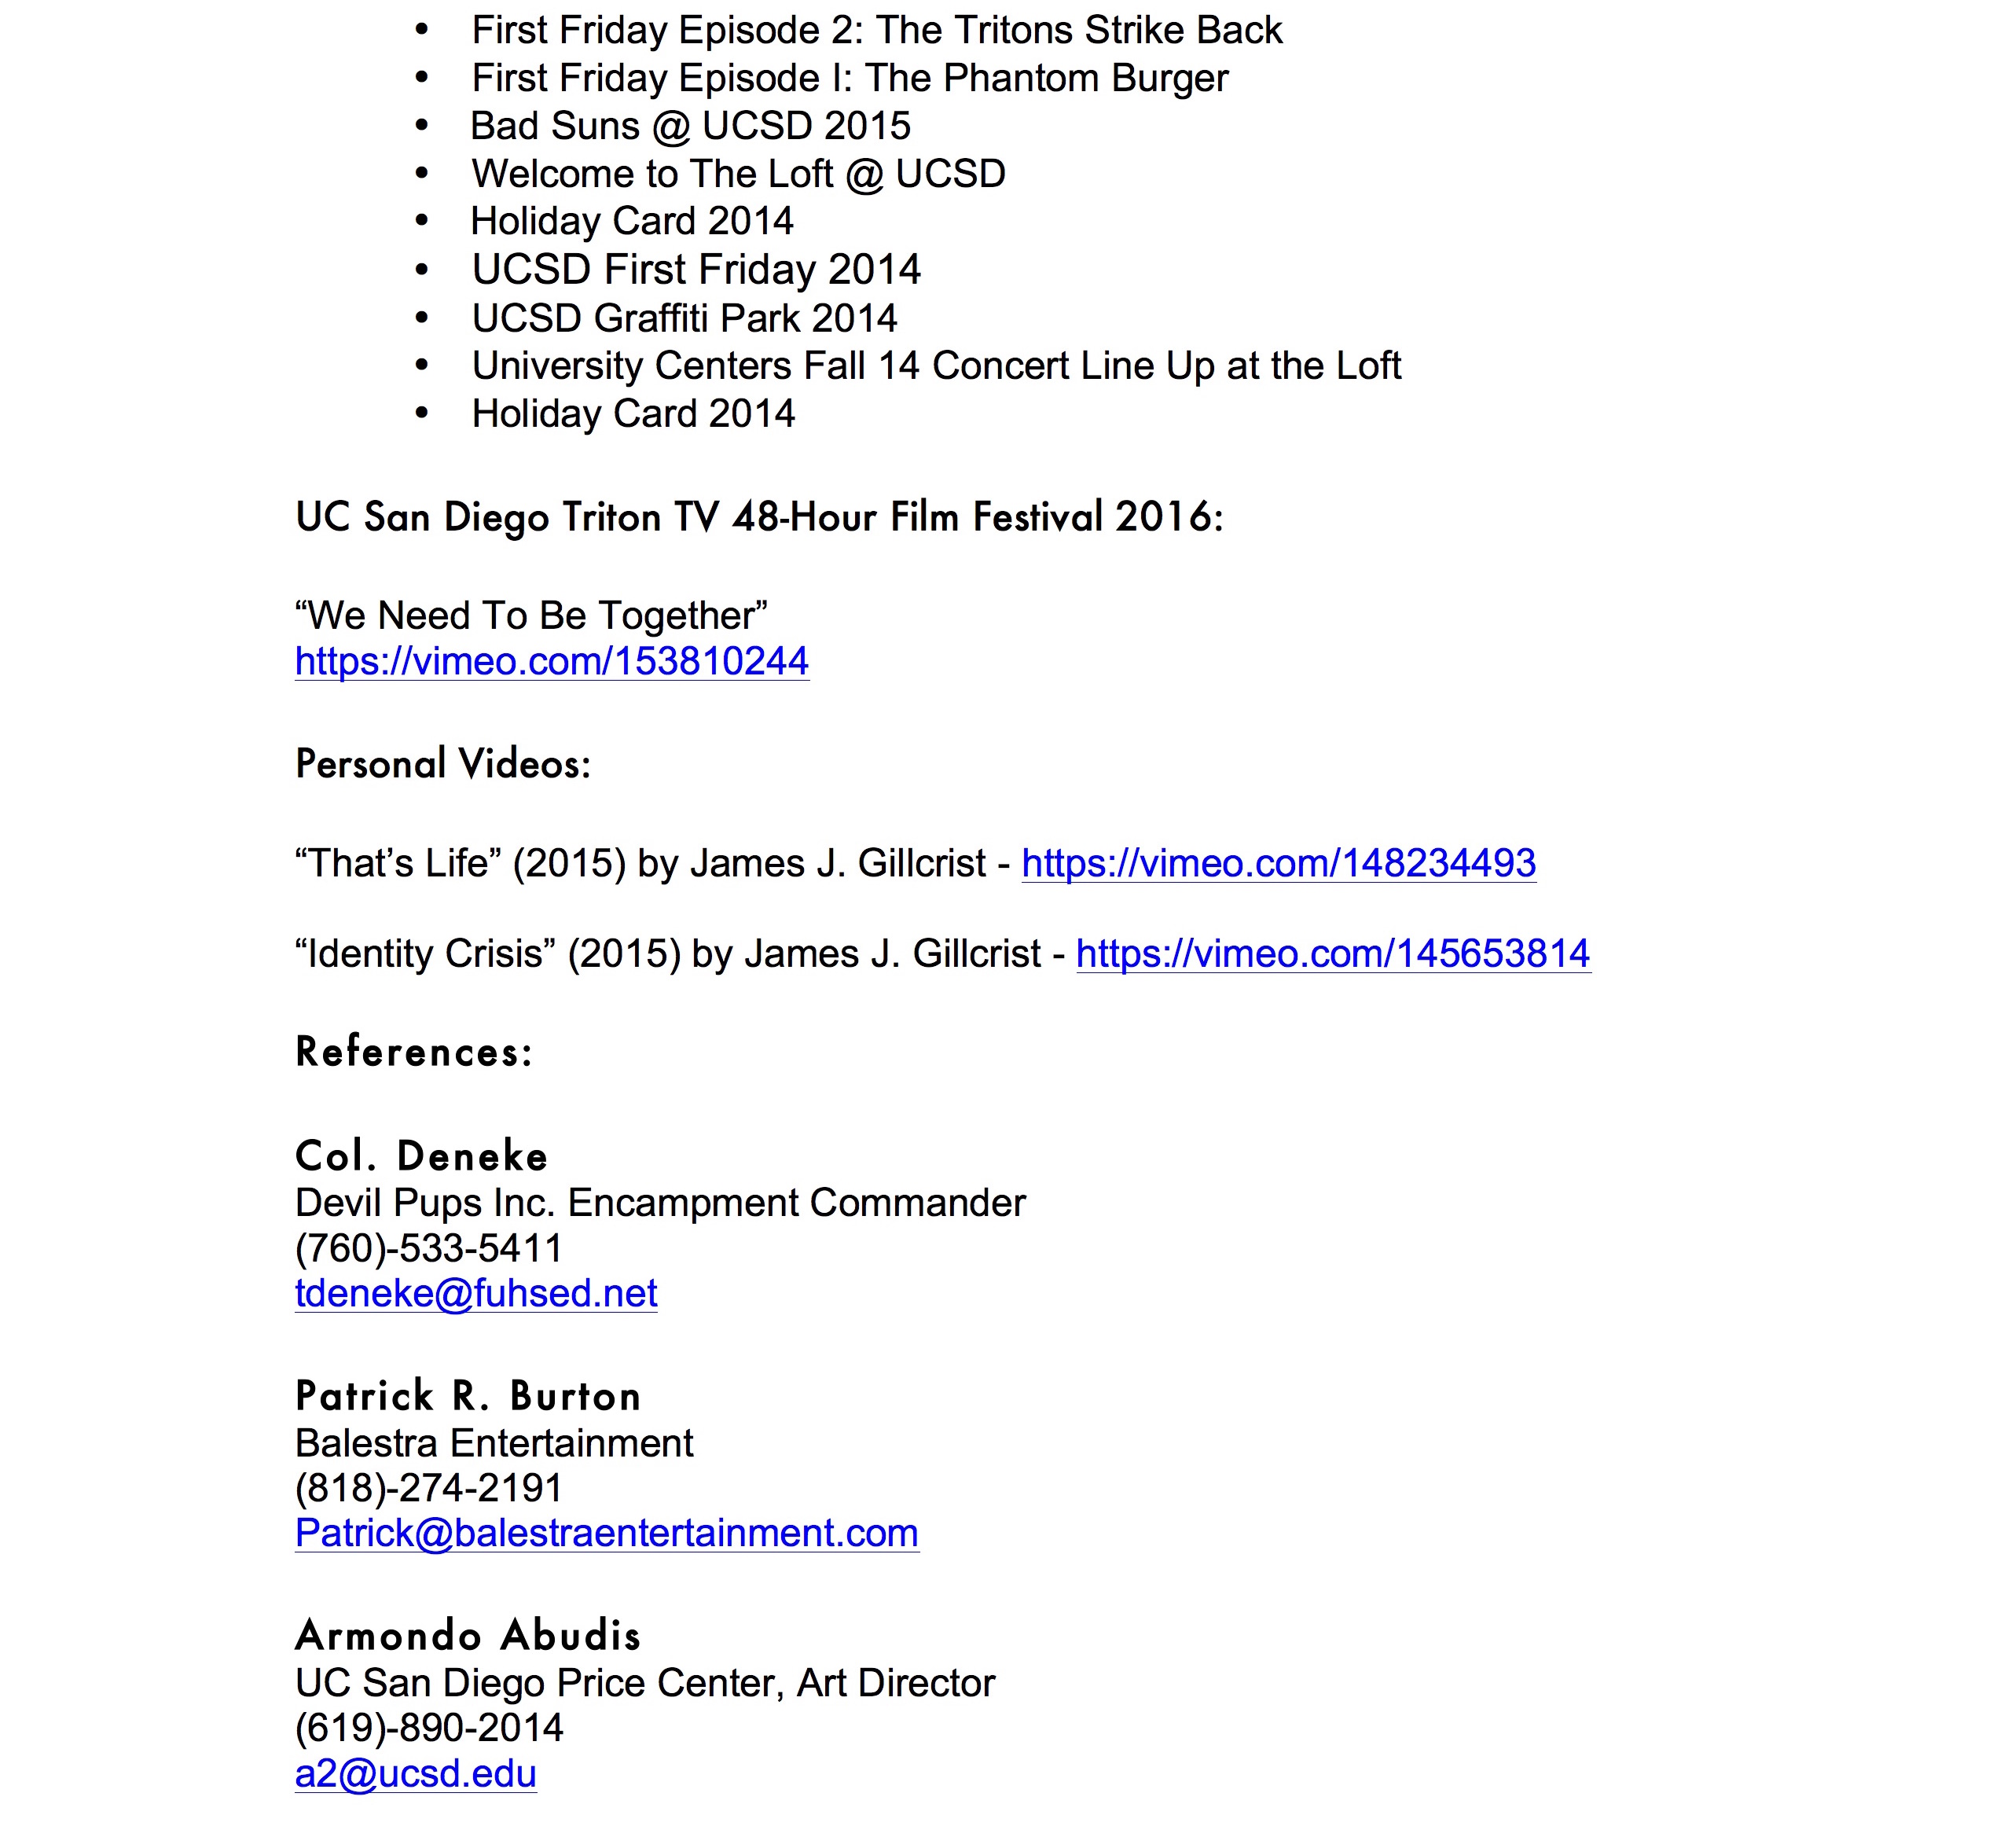 • First Friday Episode 2: The Tritons Strike Back
• First Friday Episode I: The Phantom Burger
• Bad Suns @ UCSD 2015
• Welcome to The Loft @ UCSD
• Holiday Card 2014
• UCSD First Friday 2014
• UCSD Graffiti Park 2014
• University Centers Fall 14 Concert Line Up at the Loft
• Holiday Card 2014
UC San Diego Triton TV 48-Hour Film Festival 2016:
“We Need To Be Together”
https://vimeo.com/153810244
Personal Videos:
“That’s Life” (2015) by James J. Gillcrist - https://vimeo.com/148234493
“Identity Crisis” (2015) by James J. Gillcrist - https://vimeo.com/145653814
References:
Col. Deneke
Devil Pups Inc. Encampment Commander
(760)-533-5411
tdeneke@fuhsed.net
Patrick R. Burton
Balestra Entertainment
(818)-274-2191
Patrick@balestraentertainment.com
Armondo Abudis
UC San Diego Price Center, Art Director
(619)-890-2014
a2@ucsd.edu